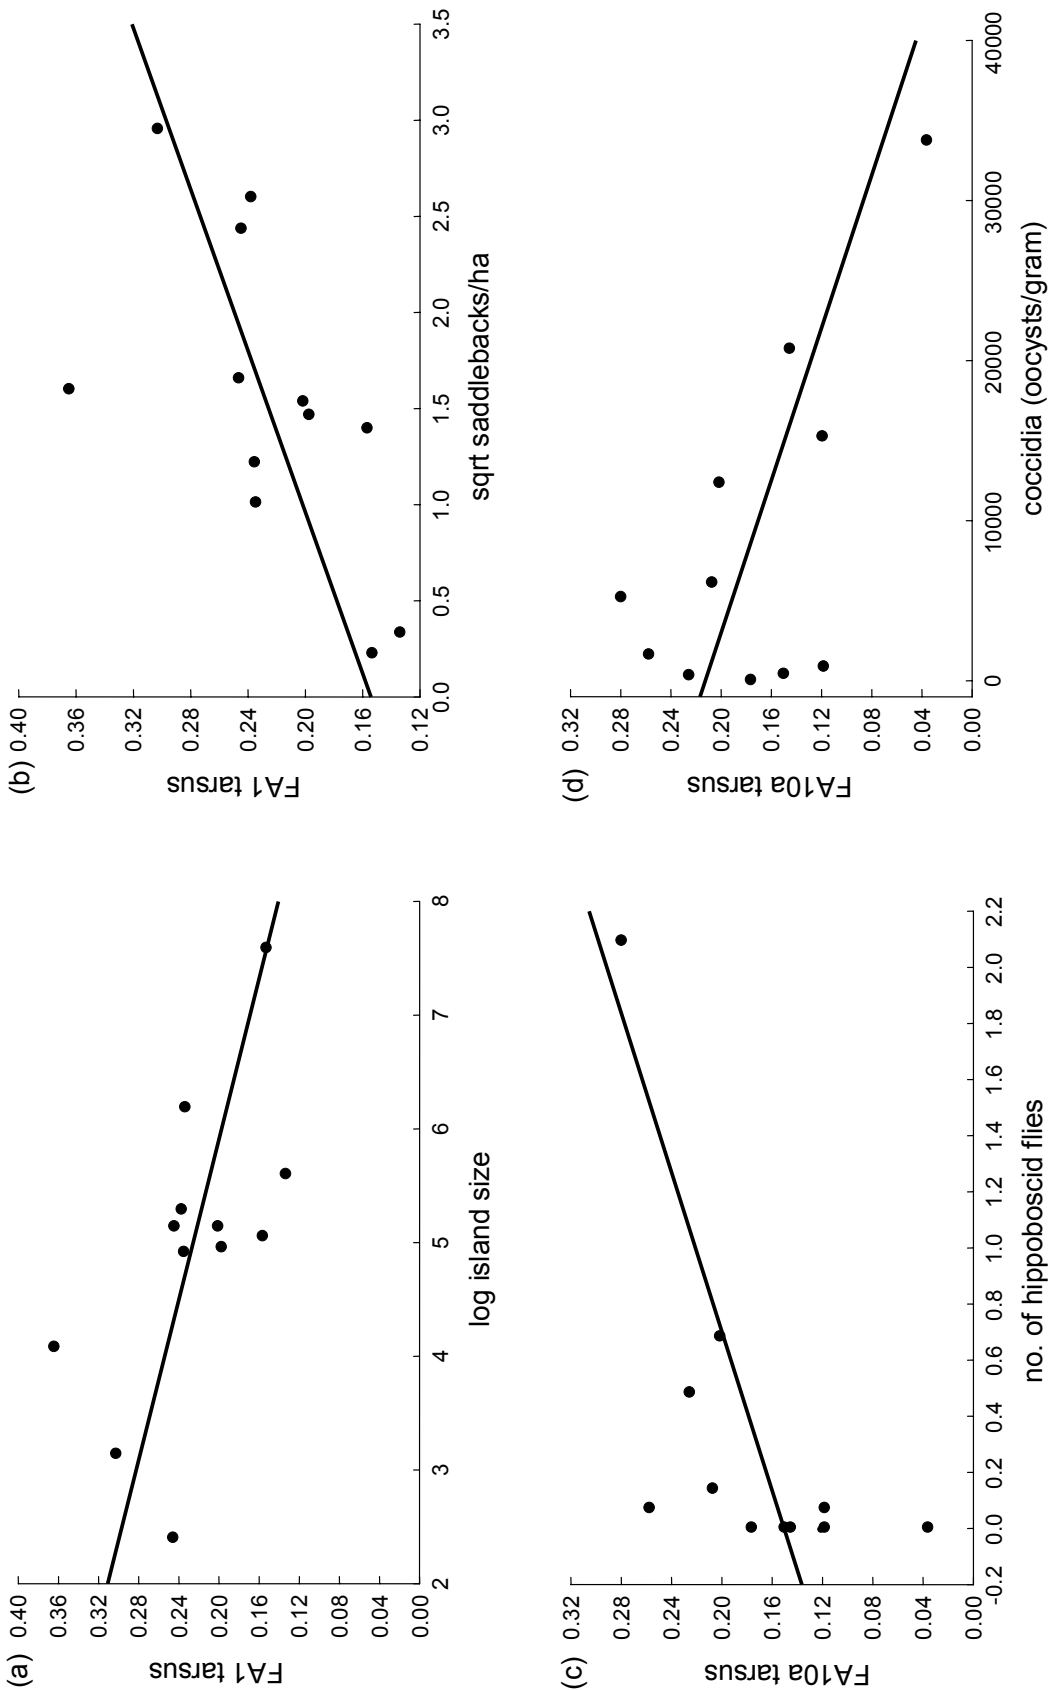 (a)
FA1 tarsus
0.40
0.36
0.32
0.28
0.24
0.20
0.16
0.12
0.08
0.04
0.00
2 3 4 5 6 7 8
log island size
(b)
FA1 tarsus
0.40
0.36
0.32
0.28
0.24
0.20
0.16
0.12
0.0 0.5 1.0 1.5 2.0 2.5 3.0 3.5
sqrt saddlebacks/ha
(c)
FA10a tarsus
0.32
0.28
0.24
0.20
0.16
0.12
0.08
0.04
0.00
-0.2 0.0 0.2 0.4 0.6 0.8 1.0 1.2 1.4 1.6 1.8 2.0 2.2
no. of hippoboscid flies
(d)
FA10a tarsus
0.32
0.28
0.24
0.20
0.16
0.12
0.08
0.04
0.00
0 10000 20000 30000 40000
coccidia (oocysts/gram)